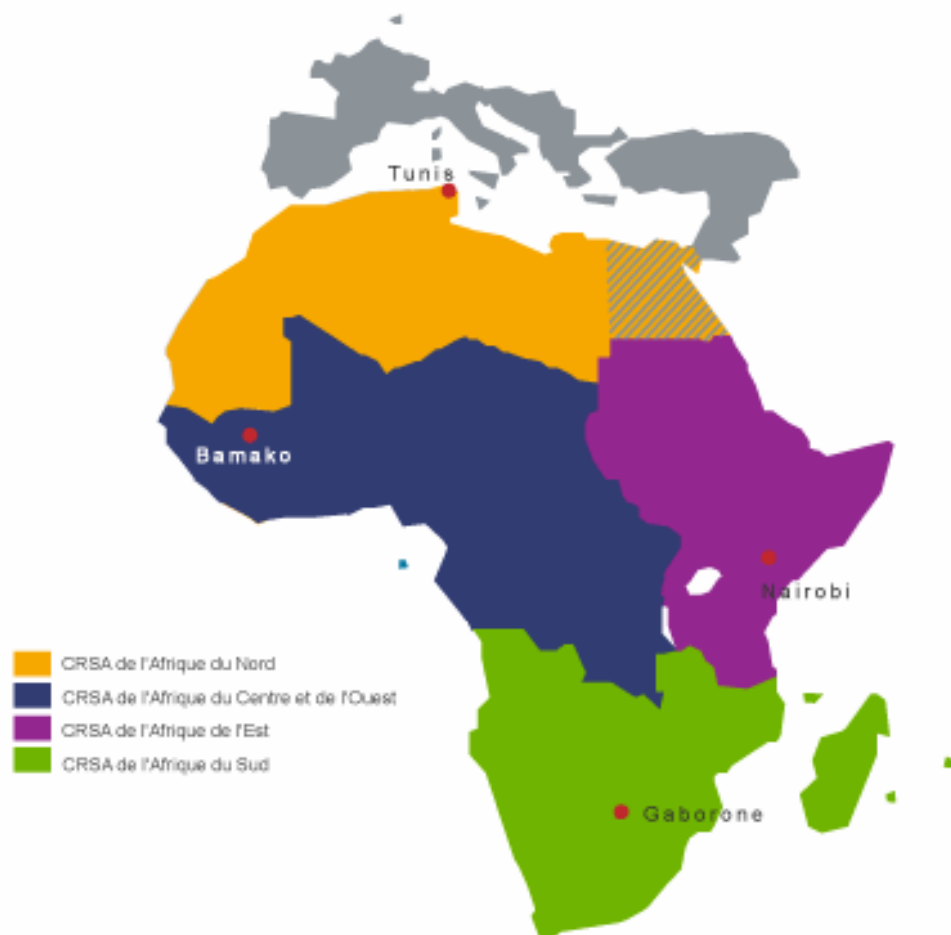 Tunis
Bamako
Nairobi
CRSA de l'Afrique du Nord
CRSA de l'Afrique du Centre et de l'Ouest
CRSA de l'Afrique de l'Est
CRSA de l'Afrique du Sud
Gaborone